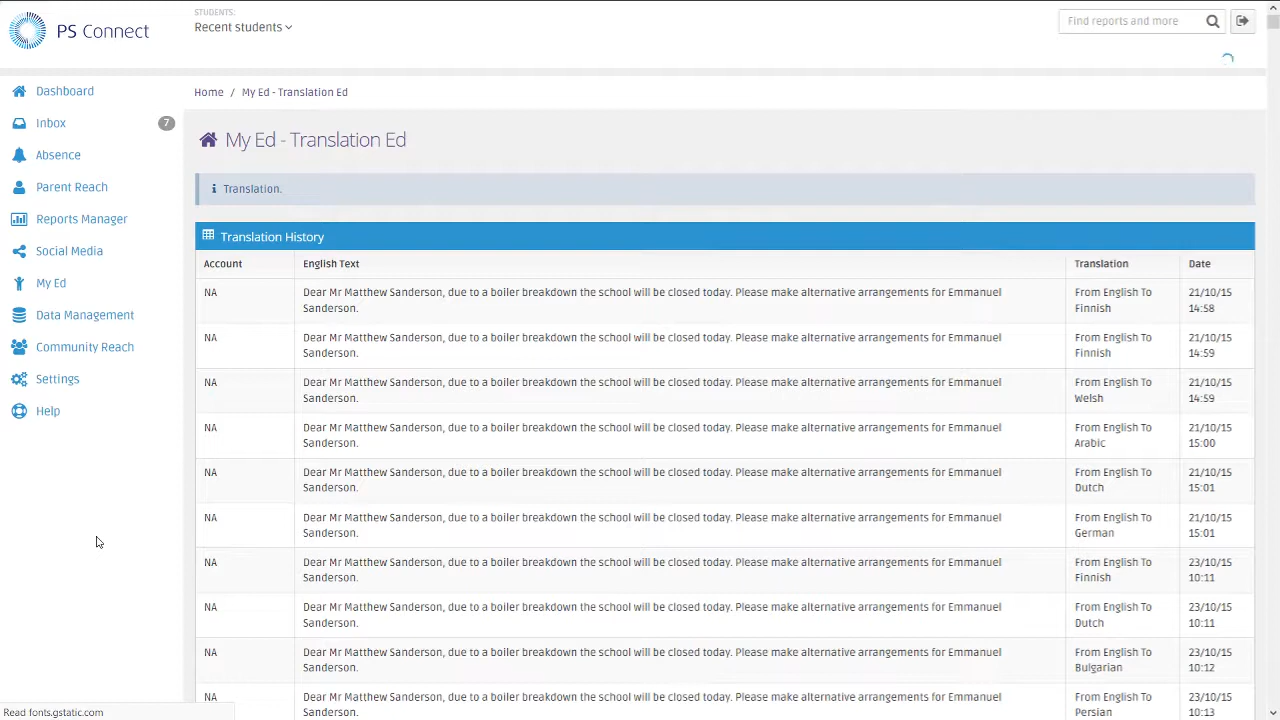 PS Connect
STUDENTS:
Recent students
Find reports and more
Dashboard
Inbox
7
Absence
Parent Reach
Reports Manager
Social Media
My Ed
Data Management
Community Reach
Settings
Help
Home / My Ed - Translation Ed
My Ed - Translation Ed
Translation.
Translation History
Account English Text Translation Date
NA Dear Mr Matthew Sanderson, due to a boiler breakdown the school will be closed today. Please make alternative arrangements for Emmanuel From English To 21/10/15
Sanderson. Finnish 14:58
NA Dear Mr Matthew Sanderson, due to a boiler breakdown the school will be closed today. Please make alternative arrangements for Emmanuel From English To 21/10/15
Sanderson. Finnish 14:59
NA Dear Mr Matthew Sanderson, due to a boiler breakdown the school will be closed today. Please make alternative arrangements for Emmanuel From English To 21/10/15
Sanderson. Welsh 14:59
NA Dear Mr Matthew Sanderson, due to a boiler breakdown the school will be closed today. Please make alternative arrangements for Emmanuel From English To 21/10/15
Sanderson. Arabic 15:00
NA Dear Mr Matthew Sanderson, due to a boiler breakdown the school will be closed today. Please make alternative arrangements for Emmanuel From English To 21/10/15
Sanderson. Dutch 15:01
NA Dear Mr Matthew Sanderson, due to a boiler breakdown the school will be closed today. Please make alternative arrangements for Emmanuel From English To 21/10/15
Sanderson. German 15:01
NA Dear Mr Matthew Sanderson, due to a boiler breakdown the school will be closed today. Please make alternative arrangements for Emmanuel From English To 23/10/15
Sanderson. Finnish 10:11
NA Dear Mr Matthew Sanderson, due to a boiler breakdown the school will be closed today. Please make alternative arrangements for Emmanuel From English To 23/10/15
Sanderson. Dutch 10:11
NA Dear Mr Matthew Sanderson, due to a boiler breakdown the school will be closed today. Please make alternative arrangements for Emmanuel From English To 23/10/15
Sanderson. Bulgarian 10:12
NA Dear Mr Matthew Sanderson, due to a boiler breakdown the school will be closed today. Please make alternative arrangements for Emmanuel From English To 23/10/15
Sanderson. Persian 10:13
Read fonts.gstatic.com